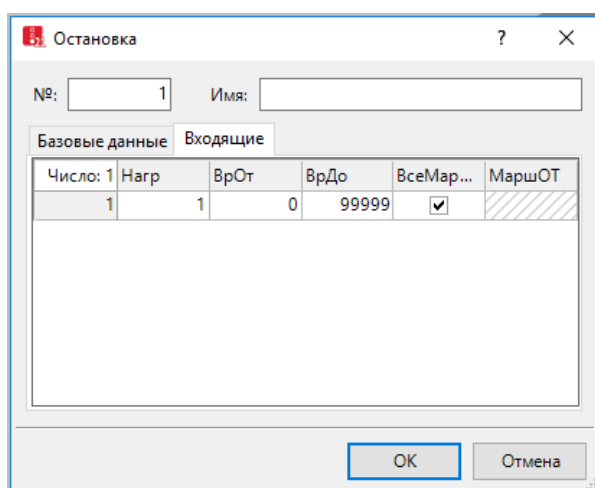 Остановка ?
№: 1 Имя:
Базовые данные Входящие
Число: 1 Нагр ВрОт ВрДо ВсеМар... МаршОТ
1 1 0 99999
OK Отмена